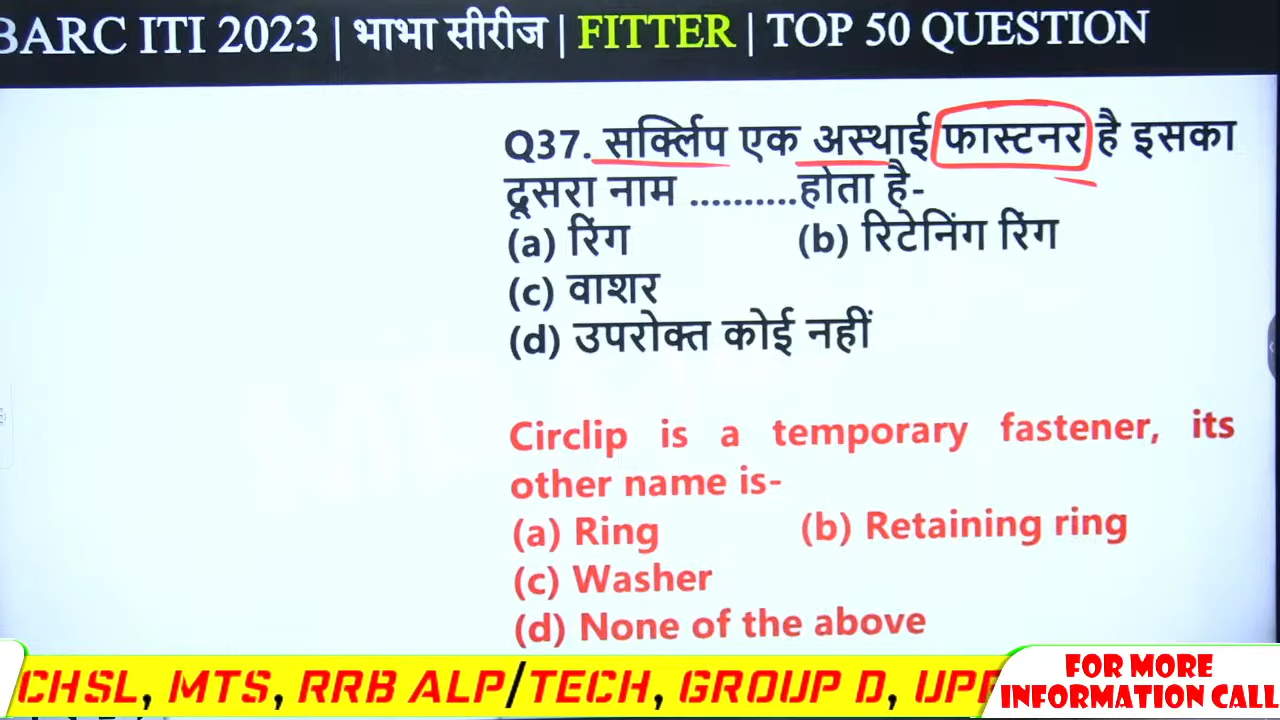 BARC ITI 2023 | भाभा सीरीज | FITTER | TOP 50 QUESTION
Q37. सर्क्लिप एक अस्थाई फास्टनर है इसका
दूसरा नाम ..........होता है-
(a) रिंग (b) रिटेनिंग रिंग
(c) वाशर
(d) उपरोक्त कोई नहीं
Circlip is a temporary fastener, its
other name is-
(a) Ring (b) Retaining ring
(c) Washer
(d) None of the above
CHSL, MTS, RRB ALP/TECH, GROUP D,
FOR MORE
INFORMATION CALL